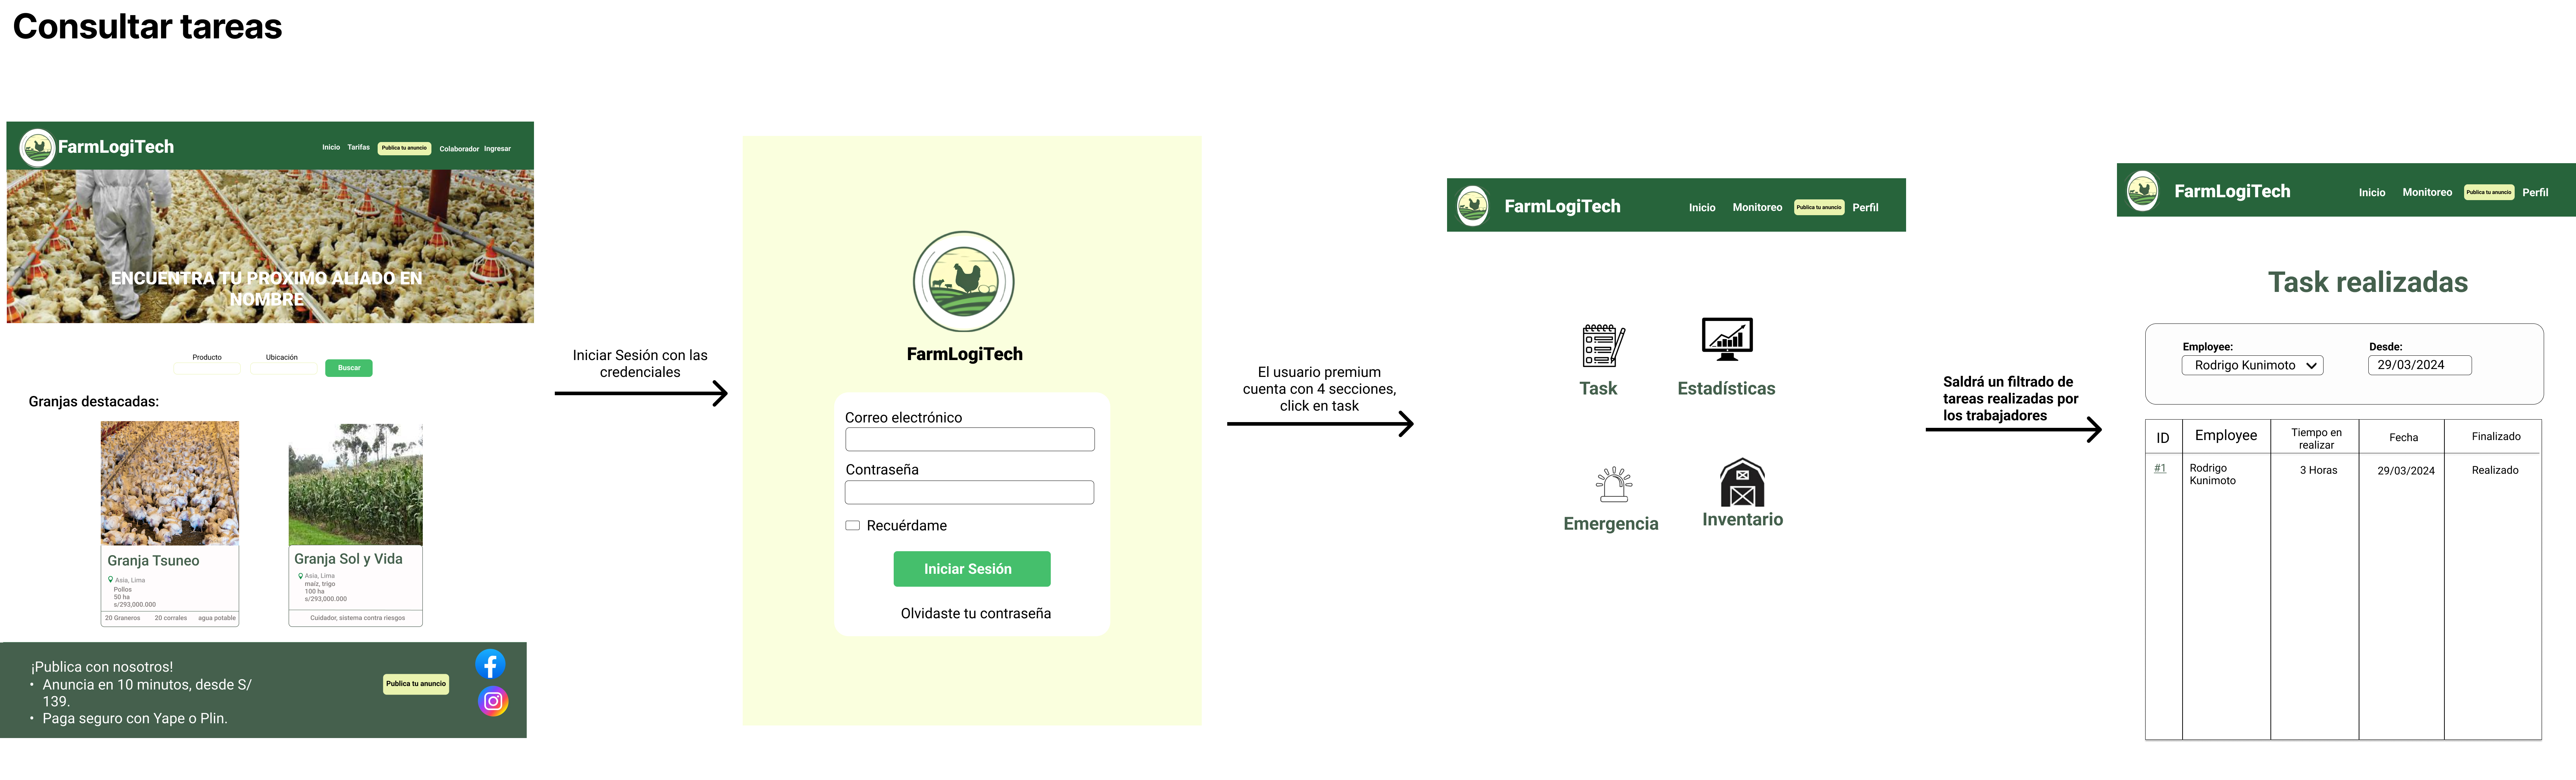 Consultar tareas
FarmLogiTech
Inicio Tarifas Publica tu anuncio Colaborador Ingresar
ENCUENTRA TU PROXIMO ALIADO EN
NOMBRE
Producto Ubicación Buscar
Granjas destacadas:
Granja Tsuneo
Asia, Lima
Pollos
50 ha
s/293,000.000
20 Graneros 20 corrales agua potable
Granja Sol y Vida
Asia, Lima
maíz, trigo
100 ha
s/293,000.000
Cuidador, sistema contra riesgos
¡Publica con nosotros!
• Anuncia en 10 minutos, desde S/
139.
• Paga seguro con Yape o Plin.
Publica tu anuncio
Iniciar Sesión con las
credenciales
FarmLogiTech
Correo electrónico
Contraseña
Recuérdame
Iniciar Sesión
Olvidaste tu contraseña
El usuario premium
cuenta con 4 secciones,
click en task
FarmLogiTech
Inicio Monitoreo Publica tu anuncio Perfil
Task Estadísticas
Emergencia Inventario
Saldrá un filtrado de
tareas realizadas por
los trabajadores
FarmLogiTech
Inicio Monitoreo Publica tu anuncio Perfil
Task realizadas
Employee: Desde:
Rodrigo Kunimoto 29/03/2024
ID Employee Tiempo en
realizar Fecha Finalizado
#1 Rodrigo
Kunimoto 3 Horas 29/03/2024 Realizado